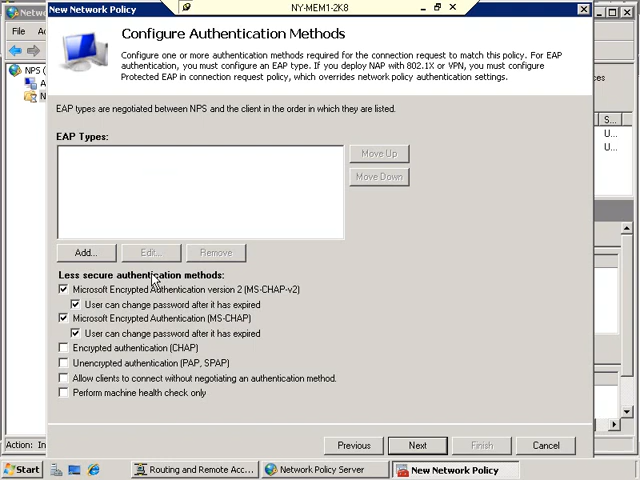 Network
New Network Policy
NY-MEM1-2K8
File
Configure Authentication Methods
Configure one or more authentication methods required for the connection request to match this policy. For EAP
authentication, you must configure an EAP type. If you deploy NAP with 802.1X or VPN, you must configure
Protected EAP in connection request policy, which overrides network policy authentication settings.
NPS (
EAP types are negotiated between NPS and the client in the order in which they are listed.
EAP Types:
S...
U...
U...
Move Up
Move Down
Add...
Edit...
Remove
Less secure authentication methods:
Microsoft Encrypted Authentication version 2 (MS-CHAP-v2)
User can change password after it has expired
Microsoft Encrypted Authentication (MS-CHAP)
User can change password after it has expired
Encrypted authentication (CHAP)
Unencrypted authentication (PAP, SPAP)
Allow clients to connect without negotiating an authentication method.
Perform machine health check only
Action: In
Previous
Next
Finish
Cancel
Start
Routing and Remote Acc...
Network Policy Server
New Network Policy